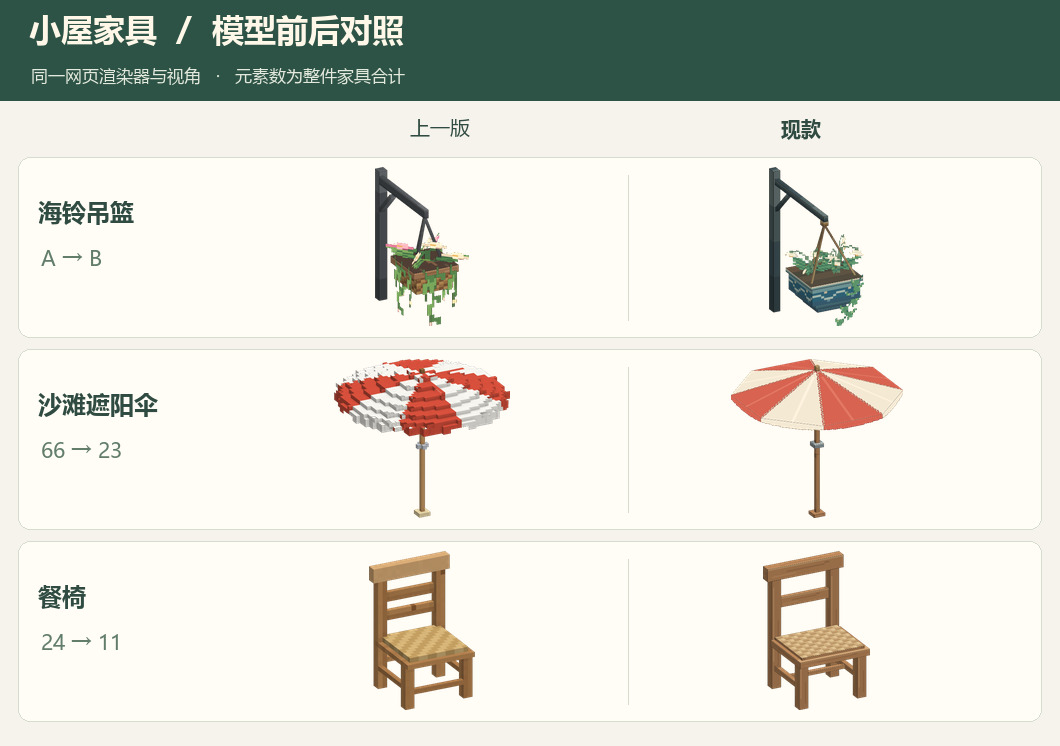 小屋家具 / 模型前后对照
同一网页渲染器与视角 · 元素数为整件家具合计
上一版 现款
海铃吊篮
A → B
沙滩遮阳伞
66 → 23
餐椅
24 → 11